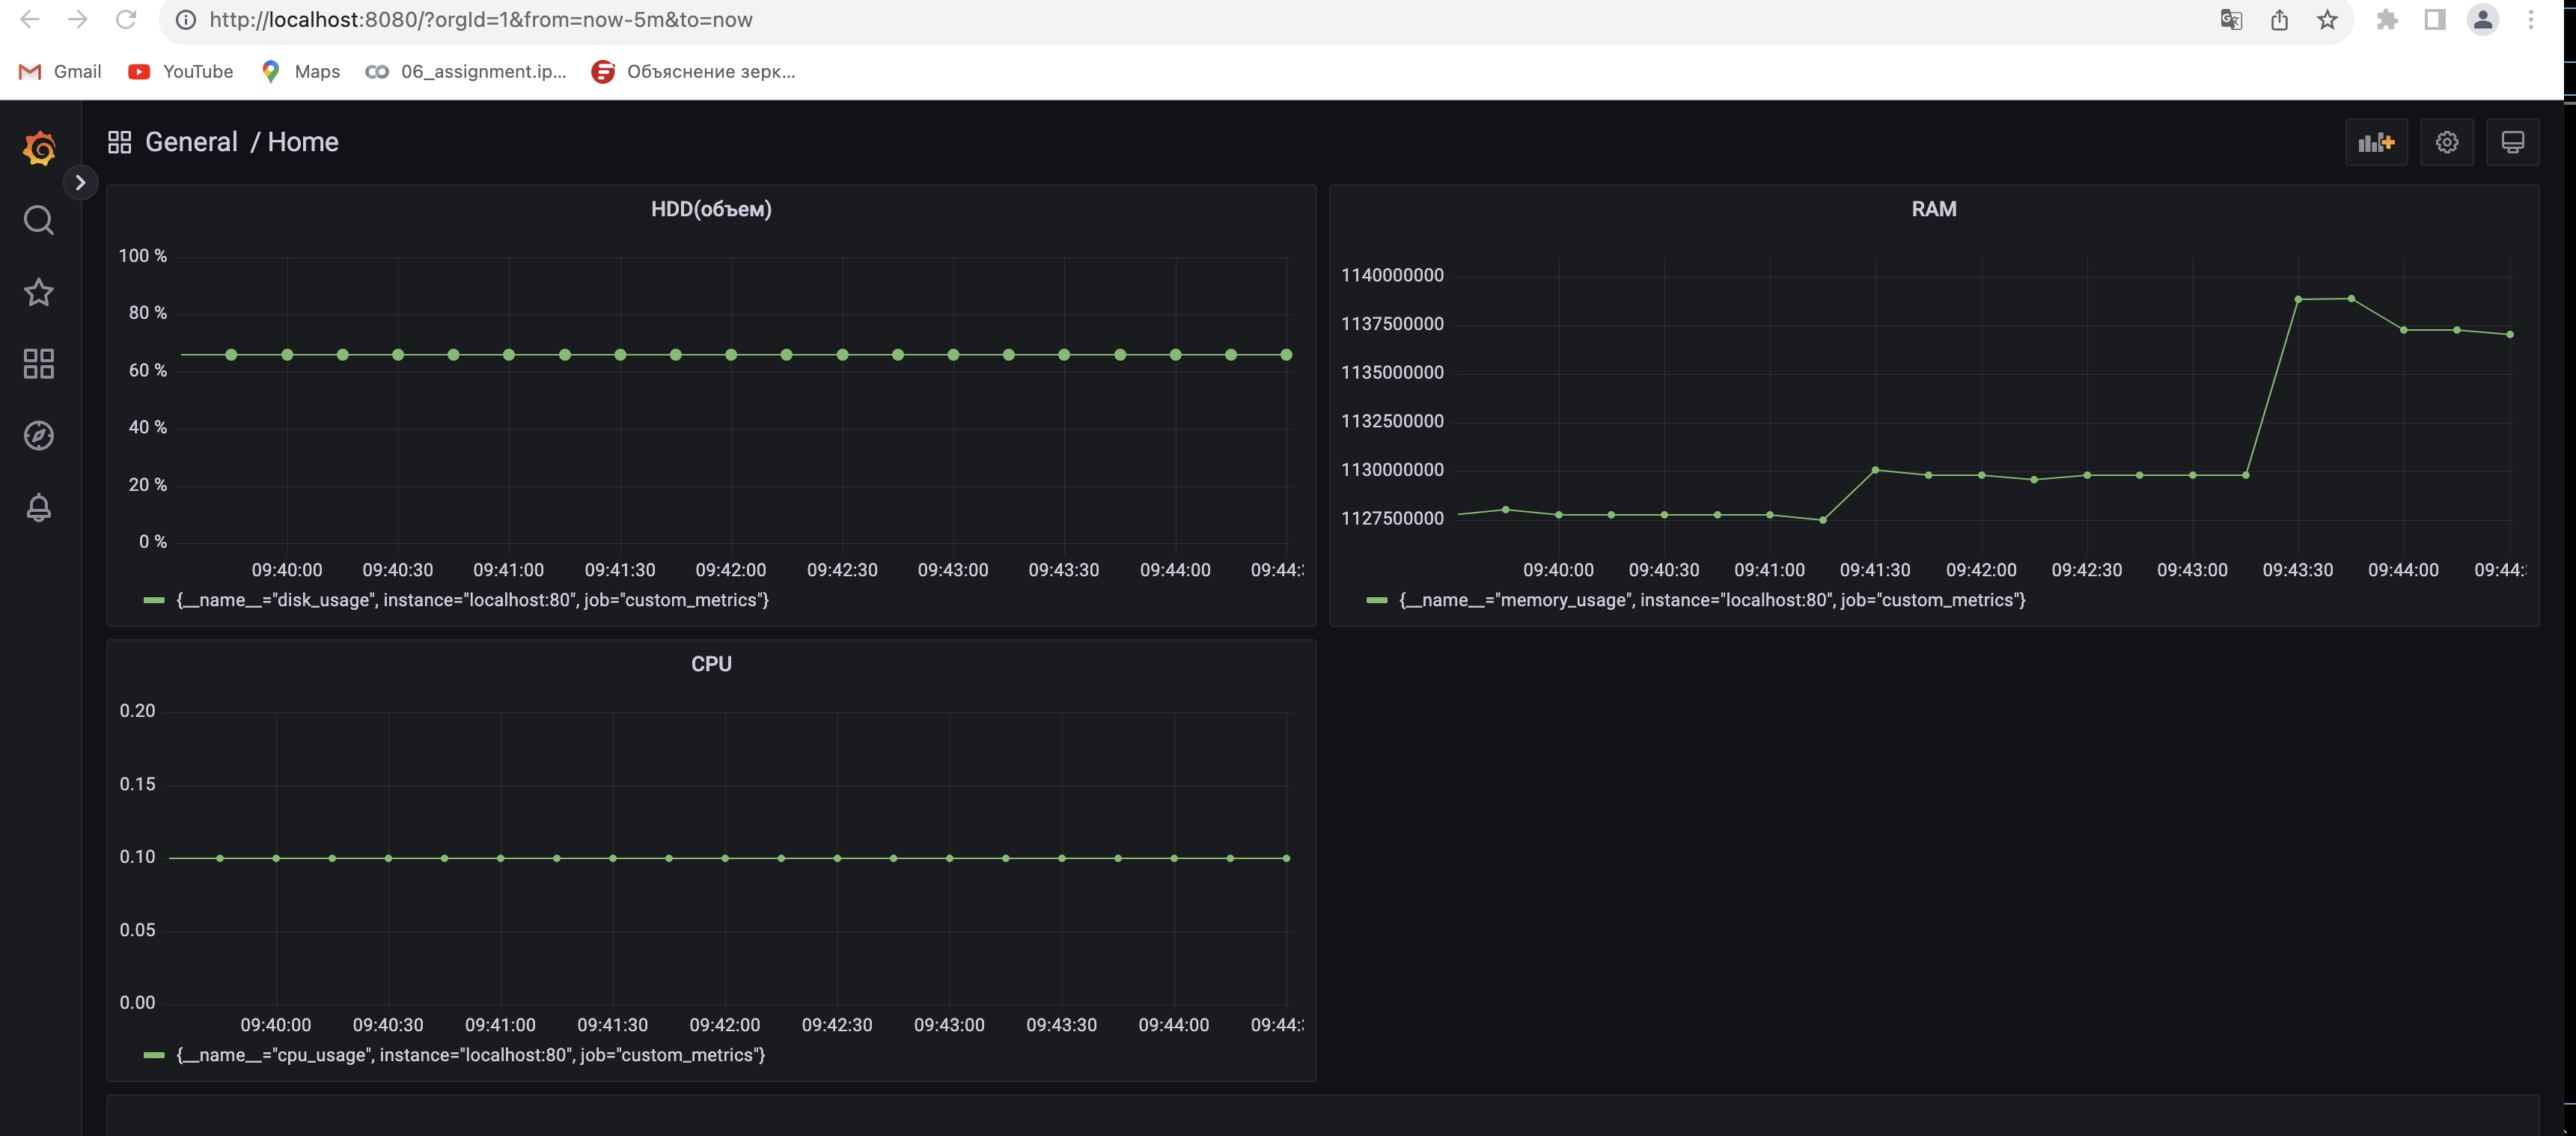 http://localhost:8080/?orgId=1&from=now-5m&to=now
Gmail YouTube Maps 06_assignment.ip... Объяснение зерк...
General / Home
HDD(объем)
100 %
80 %
60 %
40 %
20 %
0 %
09:40:00 09:40:30 09:41:00 09:41:30 09:42:00 09:42:30 09:43:00 09:43:30 09:44:00 09:44:
{__name__="disk_usage", instance="localhost:80", job="custom_metrics"}
RAM
1140000000
1137500000
1135000000
1132500000
1130000000
1127500000
09:40:00 09:40:30 09:41:00 09:41:30 09:42:00 09:42:30 09:43:00 09:43:30 09:44:00 09:44:
{__name__="memory_usage", instance="localhost:80", job="custom_metrics"}
CPU
0.20
0.15
0.10
0.05
0.00
09:40:00 09:40:30 09:41:00 09:41:30 09:42:00 09:42:30 09:43:00 09:43:30 09:44:00 09:44:
{__name__="cpu_usage", instance="localhost:80", job="custom_metrics"}